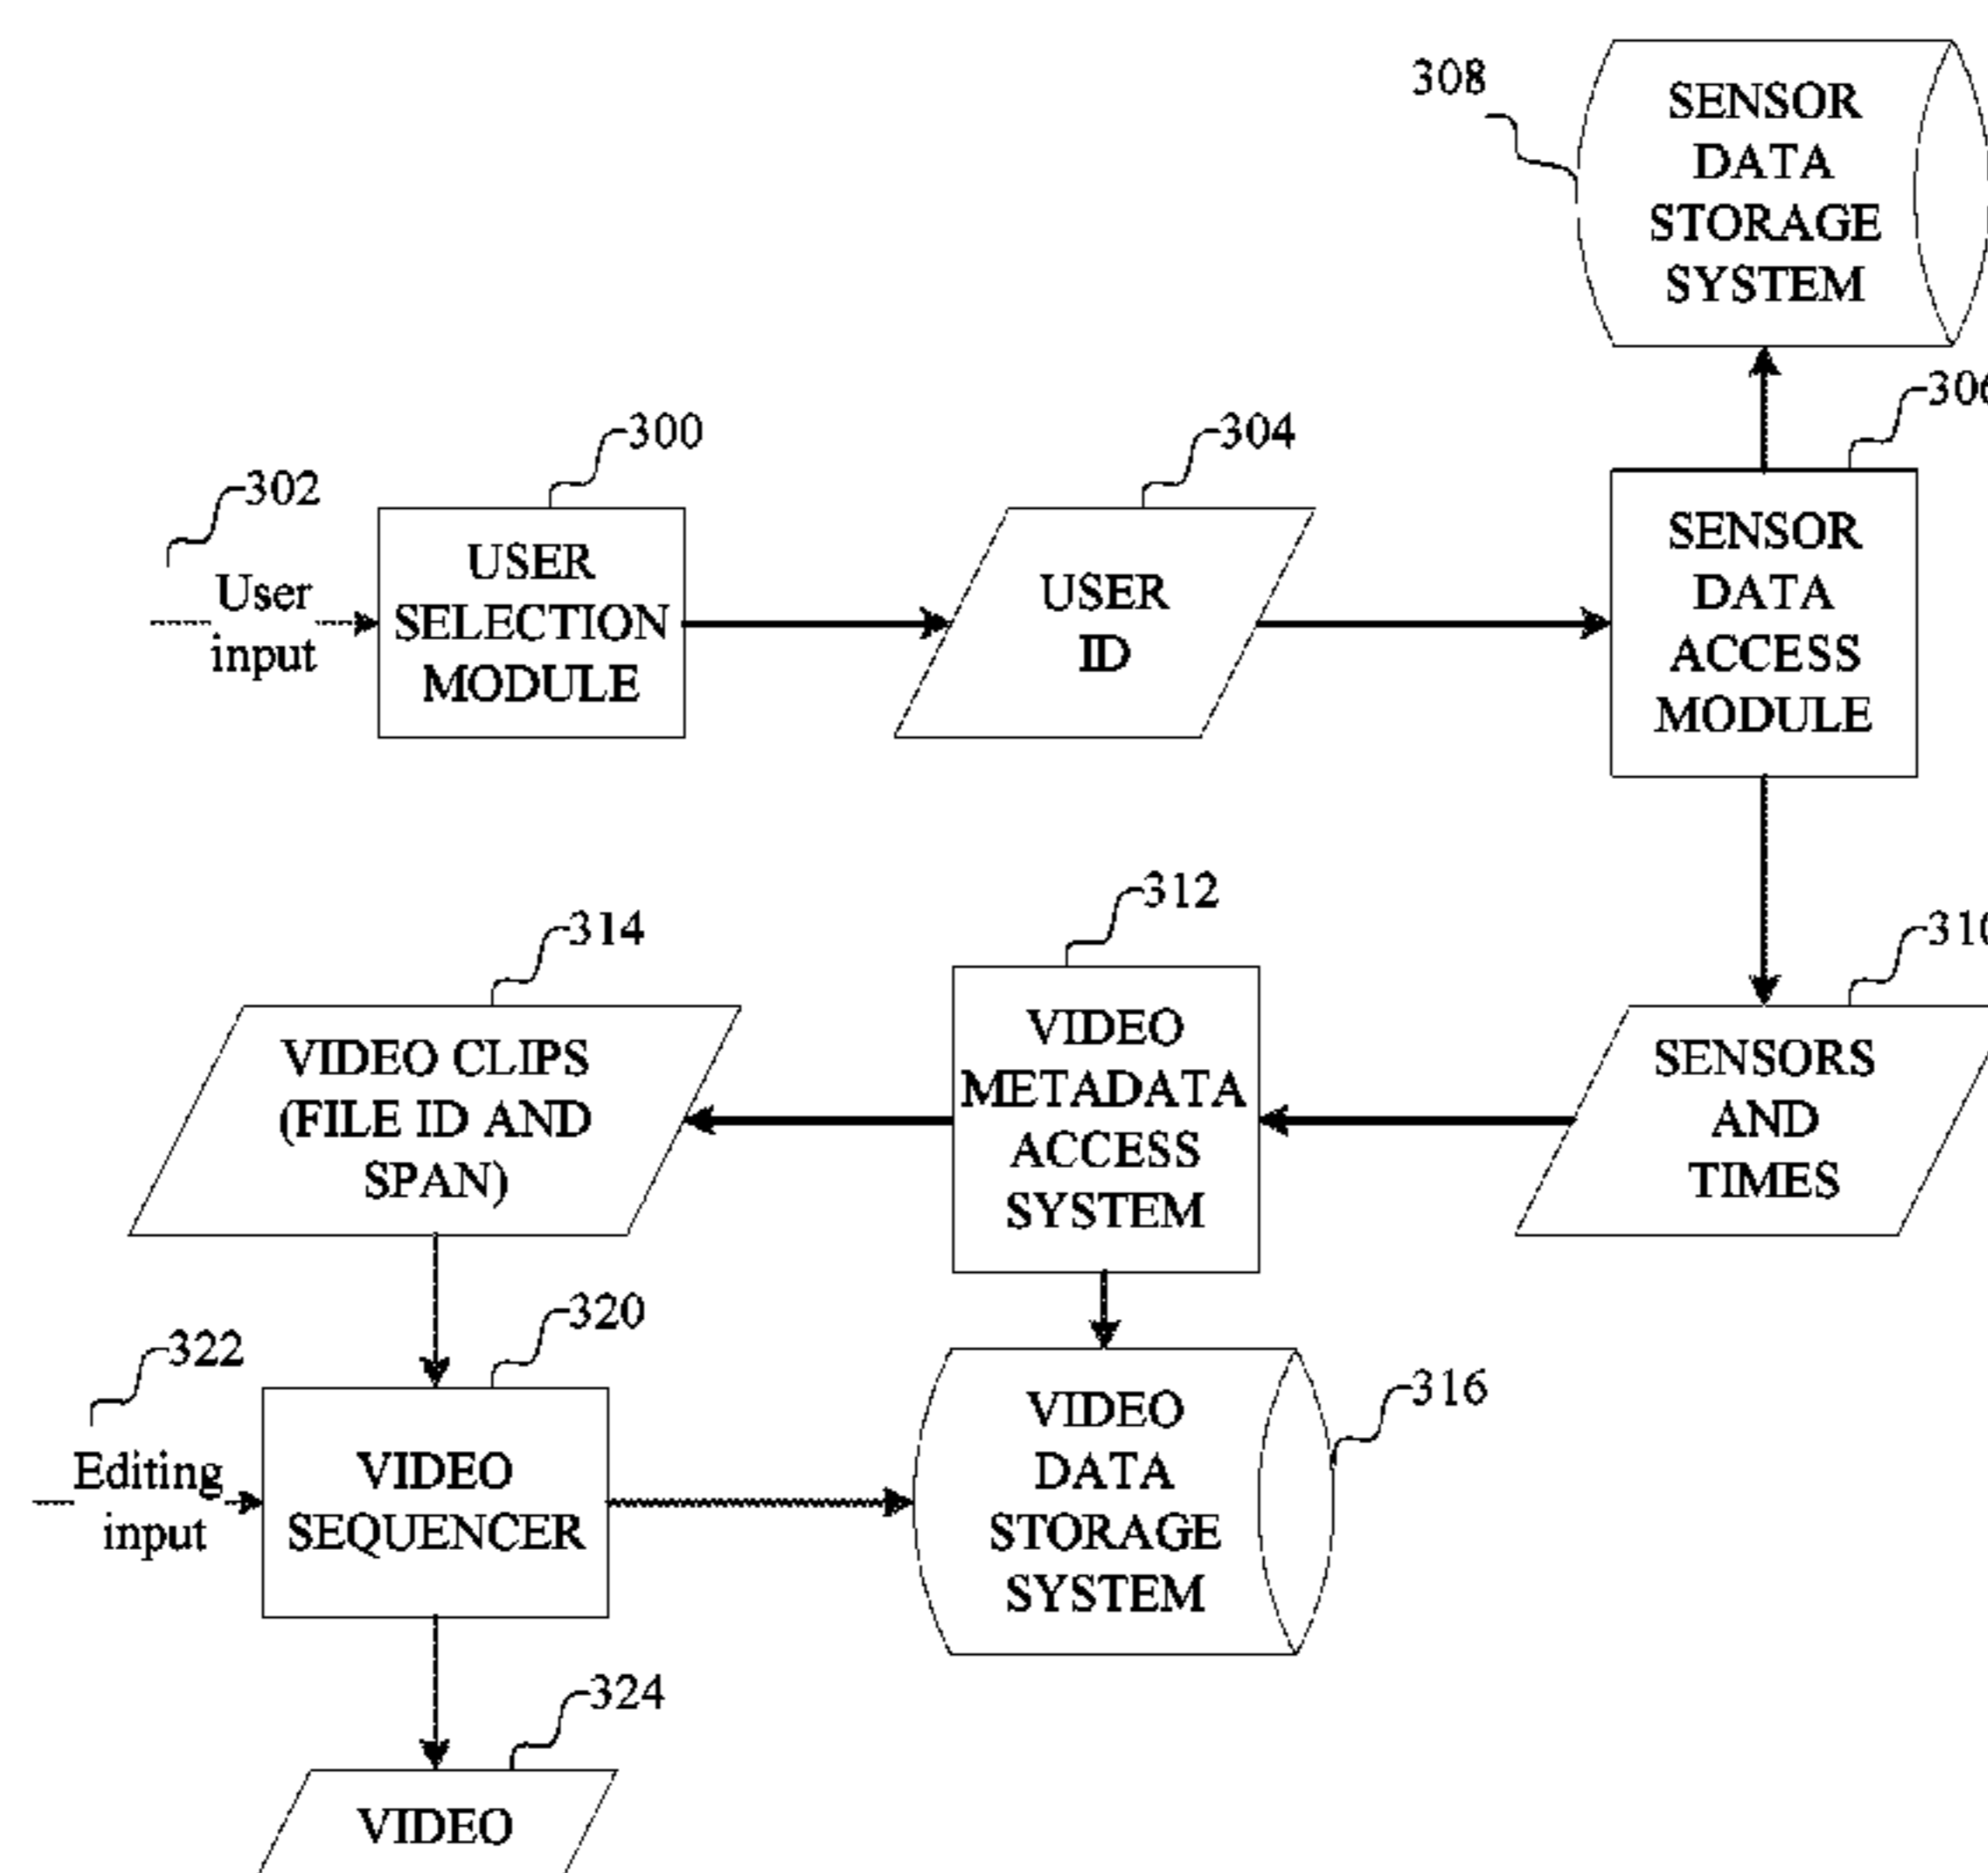 308
SENSOR
DATA
STORAGE
SYSTEM
306
300
304
302
User
input
USER
SELECTION
MODULE
USER
ID
SENSOR
DATA
ACCESS
MODULE
312
314
310
VIDEO CLIPS
(FILE ID AND
SPAN)
VIDEO
METADATA
ACCESS
SYSTEM
SENSORS
AND
TIMES
320
322
316
Editing
input
VIDEO
SEQUENCER
VIDEO
DATA
STORAGE
SYSTEM
324
VIDEO